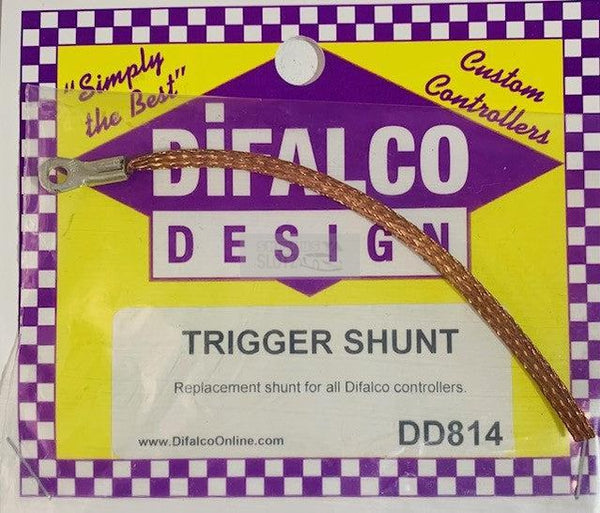 "Simply
the Best"
Custom
Controllers
DiFALCO
DESIGN
TRIGGER SHUNT
Replacement shunt for all Difalco controllers.
www.DifalcoOnline.com
DD814